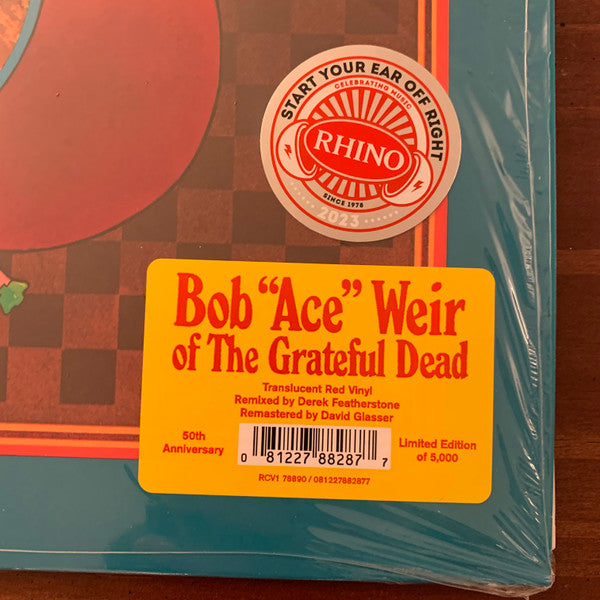 START YOUR EAR OFF RIGHT
CELEBRATING MUSIC
RHINO
SINCE 1978
2023
Bob “Ace” Weir
of The Grateful Dead
Translucent Red Vinyl
Remixed by Derek Featherstone
Remastered by David Glasser
50th
Anniversary
0 81227 88287 7
Limited Edition
of 5,000
RCV1 78890 / 081227882877